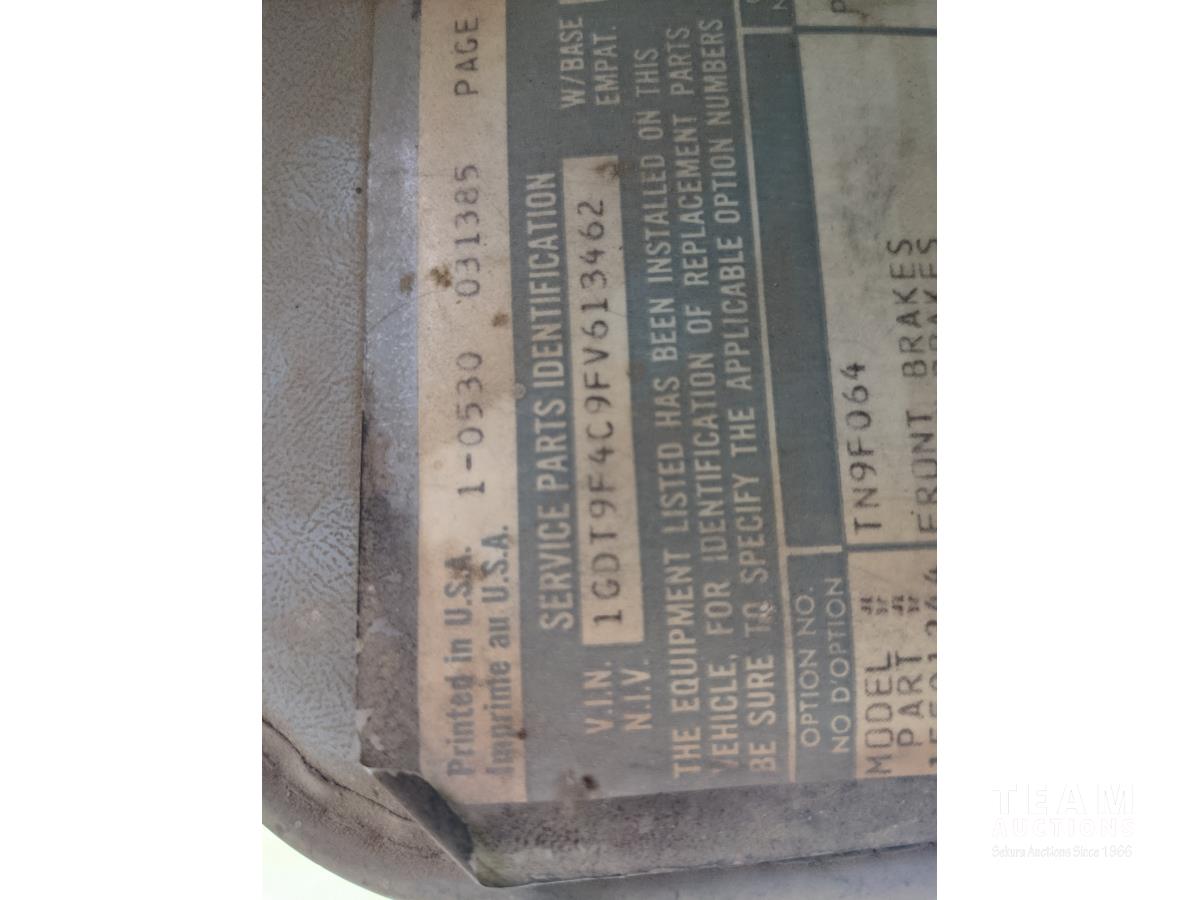 Printed in U.S.A. 1-0530 031385 PAGE
Imprimé au U.S.A.
SERVICE PARTS IDENTIFICATION
V.I.N. 1GDT9F4C9FV613462 W/BASE
N.I.V. EMPAT.
THE EQUIPMENT LISTED HAS BEEN INSTALLED ON THIS
VEHICLE, FOR IDENTIFICATION OF REPLACEMENT PARTS
BE SURE TO SPECIFY THE APPLICABLE OPTION NUMBERS
OPTION NO.
NO D'OPTION
MODEL # TN9F064
PART #
FRONT BRAKES
TEAM
AUCTIONS
Sekura Auctions Since 1966